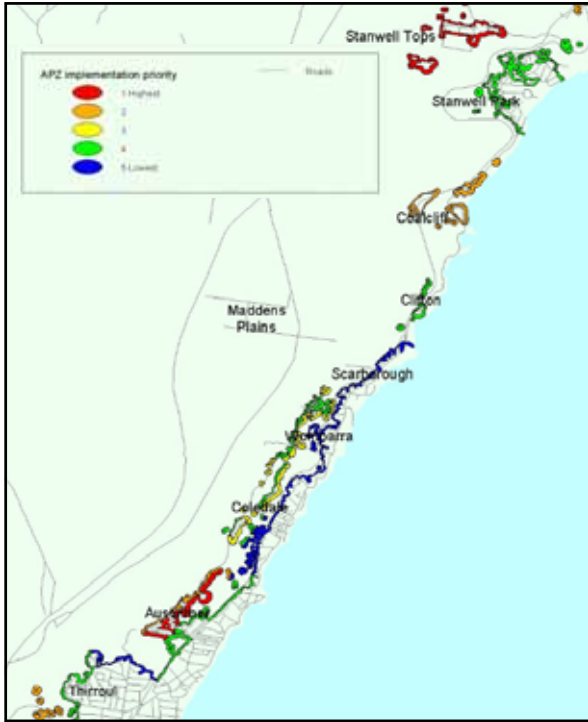 Stanwell Tops
APZ implementation priority
Roads
1 Highest
2
3
4
5 Lowest
Stanwell Park
Coalcliff
Clifton
Maddens
Plains
Scarborough
Wombarra
Coledale
Austinmer
Thirroul